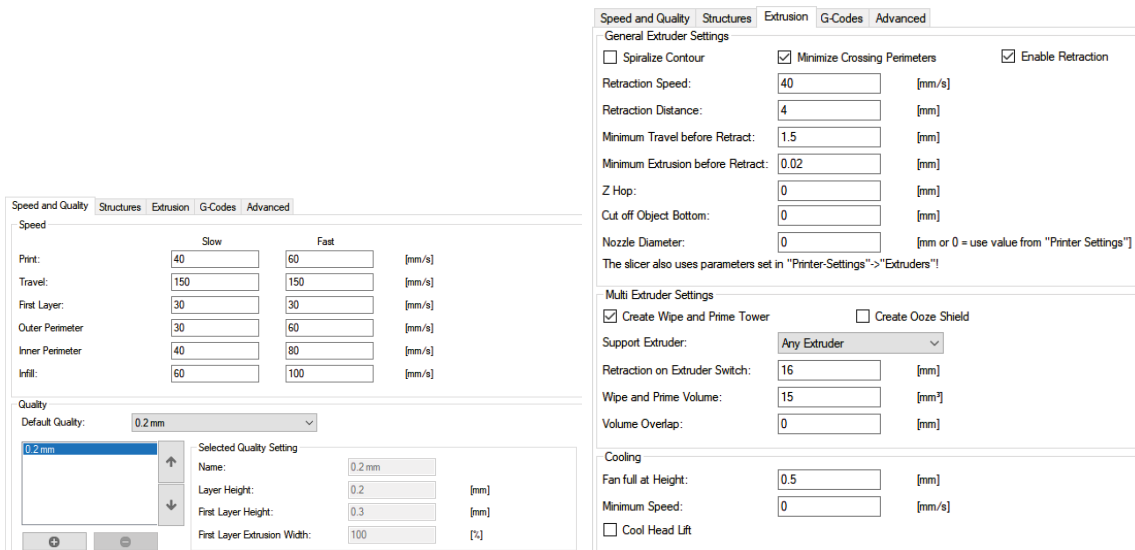 Speed and Quality Structures Extrusion G-Codes Advanced
Speed
Slow Fast
Print: 40 60 [mm/s]
Travel: 150 150 [mm/s]
First Layer: 30 30 [mm/s]
Outer Perimeter 30 60 [mm/s]
Inner Perimeter 40 80 [mm/s]
Infill: 60 100 [mm/s]
Quality
Default Quality: 0.2 mm
0.2 mm
Selected Quality Setting
Name: 0.2 mm
Layer Height: 0.2 [mm]
First Layer Height: 0.3 [mm]
First Layer Extrusion Width: 100 [%]
Speed and Quality Structures Extrusion G-Codes Advanced
General Extruder Settings
Spiralize Contour Minimize Crossing Perimeters Enable Retraction
Retraction Speed: 40 [mm/s]
Retraction Distance: 4 [mm]
Minimum Travel before Retract: 1.5 [mm]
Minimum Extrusion before Retract: 0.02 [mm]
Z Hop: 0 [mm]
Cut off Object Bottom: 0 [mm]
Nozzle Diameter: 0 [mm or 0 = use value from "Printer Settings"]
The slicer also uses parameters set in "Printer-Settings"->"Extruders"!
Multi Extruder Settings
Create Wipe and Prime Tower Create Ooze Shield
Support Extruder: Any Extruder
Retraction on Extruder Switch: 16 [mm]
Wipe and Prime Volume: 15 [mm³]
Volume Overlap: 0 [mm]
Cooling
Fan full at Height: 0.5 [mm]
Minimum Speed: 0 [mm/s]
Cool Head Lift